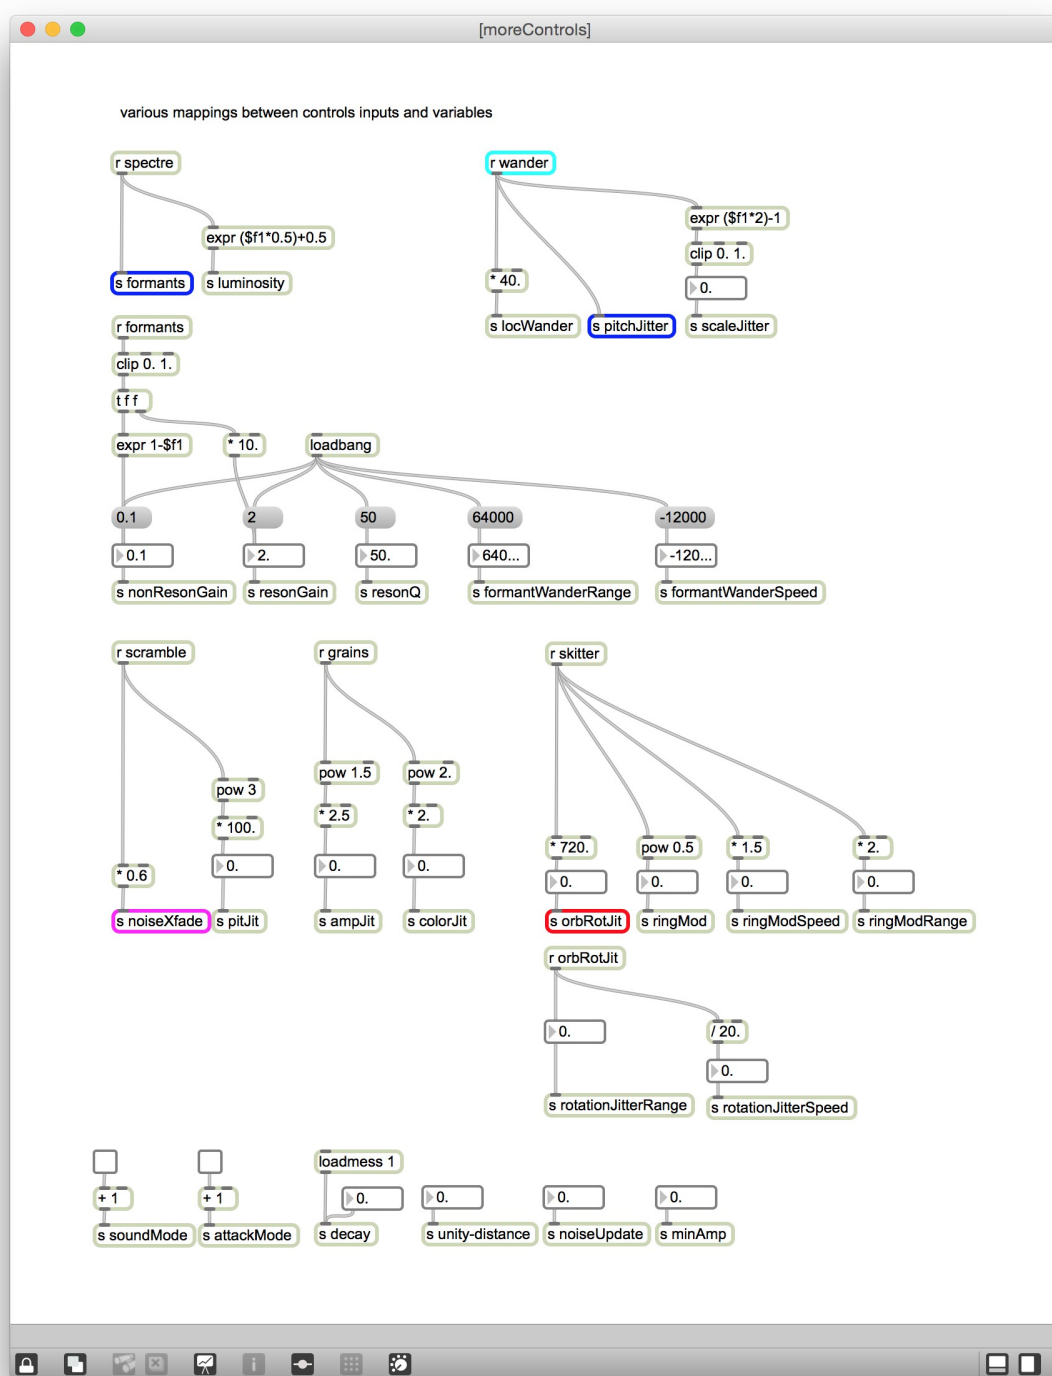 [moreControls]
various mappings between controls inputs and variables
r spectre
r wander
expr ($f1*2)-1
expr ($f1*0.5)+0.5
clip 0. 1.
* 40.
s formants
s luminosity
0.
s locWander
s pitchJitter
s scaleJitter
r formants
clip 0. 1.
t f f
expr 1-$f1
* 10.
loadbang
0.1
2
50
64000
-12000
0.1
2.
50.
640...
-120...
s nonResonGain
s resonGain
s resonQ
s formantWanderRange
s formantWanderSpeed
r scramble
r grains
r skitter
pow 1.5
pow 2.
pow 3
* 2.5
* 2.
* 100.
* 720.
pow 0.5
* 1.5
* 2.
* 0.6
0.
0.
0.
0.
0.
0.
0.
s noiseXfade
s pitJit
s ampJit
s colorJit
s orbRotJit
s ringMod
s ringModSpeed
s ringModRange
r orbRotJit
0.
/ 20.
0.
s rotationJitterRange
s rotationJitterSpeed
loadmess 1
+ 1
+ 1
0.
0.
0.
0.
s soundMode
s attackMode
s decay
s unity-distance
s noiseUpdate
s minAmp